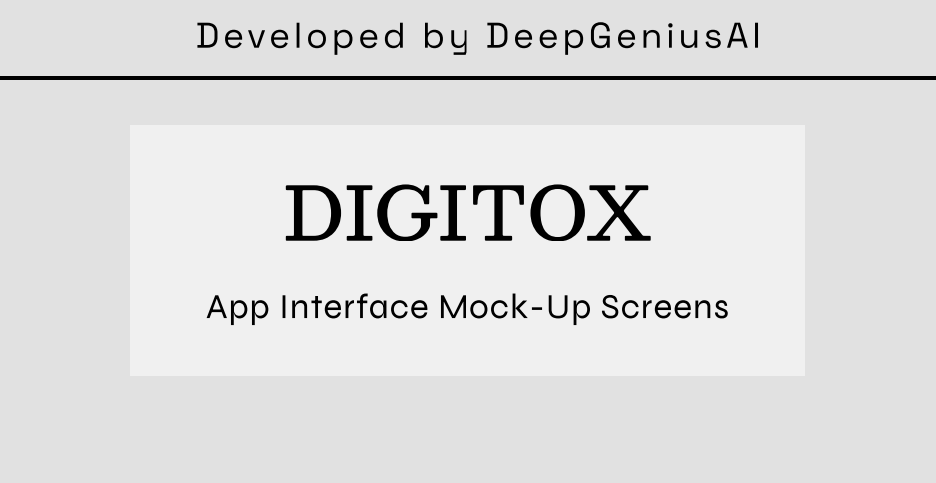 Developed by DeepGeniusAI
DIGITOX
App Interface Mock-Up Screens